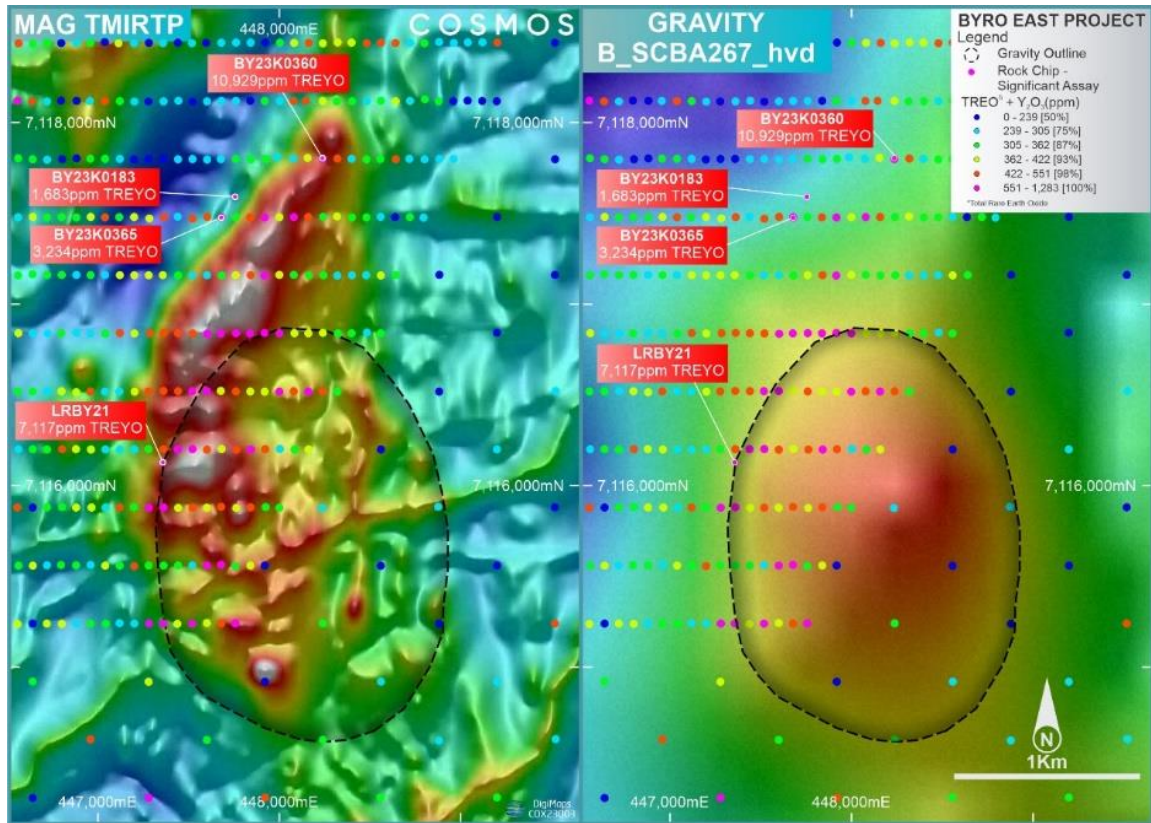 MAG TMIRTP
448,000mE
COSMOS
BY23K0360
10,929ppm TREYO
7,118,000mN
7,118,000mN
BY23K0183
1,683ppm TREYO
BY23K0365
3,234ppm TREYO
LRBY21
7,117ppm TREYO
7,116,000mN
447,000mE
448,000mE
DigiMaps
COX23003
GRAVITY
B_SCBA267_hvd
BY23K0360
10,929ppm TREYO
BY23K0183
1,683ppm TREYO
BY23K0365
3,234ppm TREYO
LRBY21
7,117ppm TREYO
7,116,000mN
447,000mE
448,000mE
N
1Km
BYRO EAST PROJECT
Legend
Gravity Outline
Rock Chip -
Significant Assay
TREO* + Y₂O₃(ppm)
0 - 239 [50%]
239 - 305 [75%]
305 - 362 [87%]
362 - 422 [93%]
422 - 551 [98%]
551 - 1,283 [100%]
*Total Rare Earth Oxide